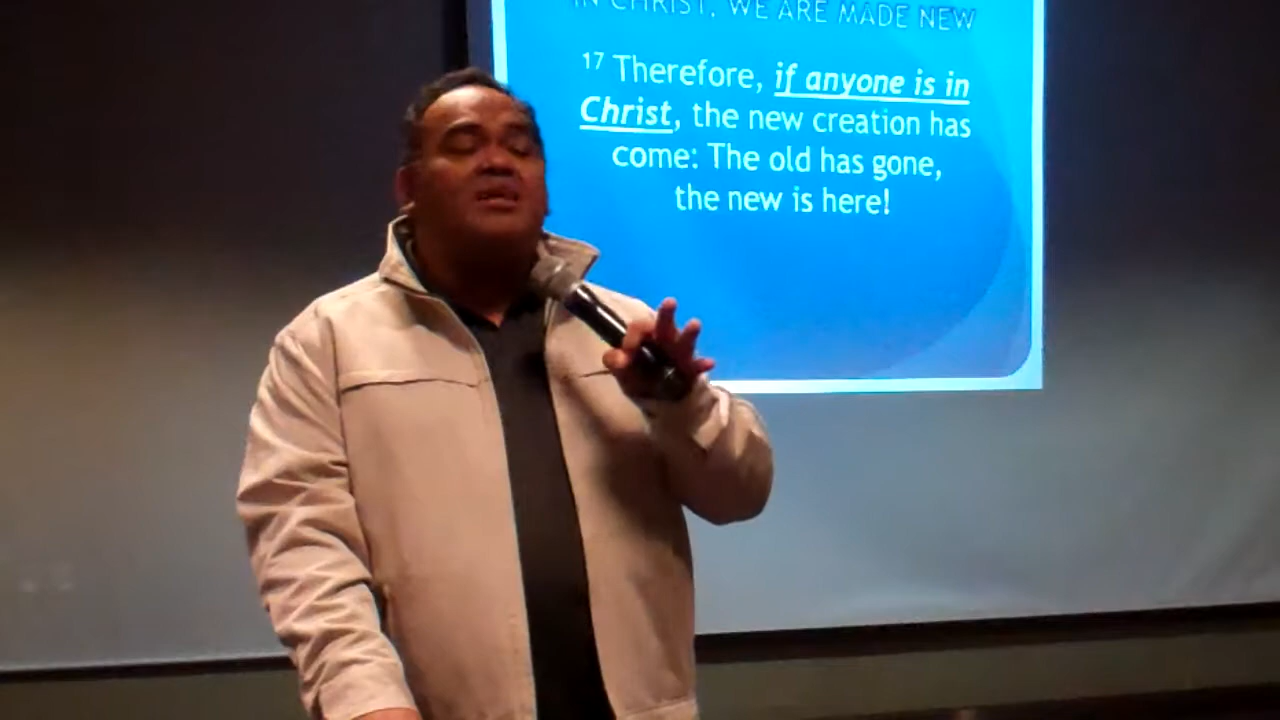 IN CHRIST, WE ARE MADE NEW
17 Therefore, if anyone is in
Christ, the new creation has
come: The old has gone,
the new is here!